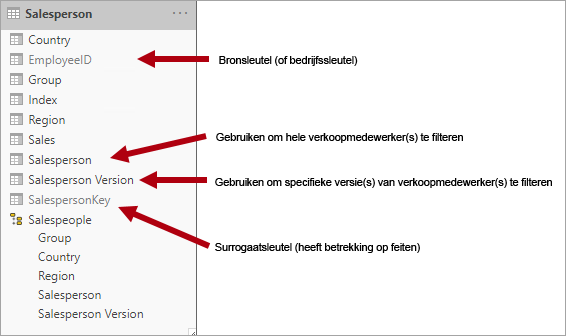 Salesperson
Country
EmployeeID
Bronsleutel (of bedrijfssleutel)
Group
Index
Region
Sales
Gebruiken om hele verkoopmedewerker(s) te filteren
Salesperson
Salesperson Version
Gebruiken om specifieke versie(s) van verkoopmedewerker(s) te filteren
SalespersonKey
Salespeople
Group
Surrogaatsleutel (heeft betrekking op feiten)
Country
Region
Salesperson
Salesperson Version